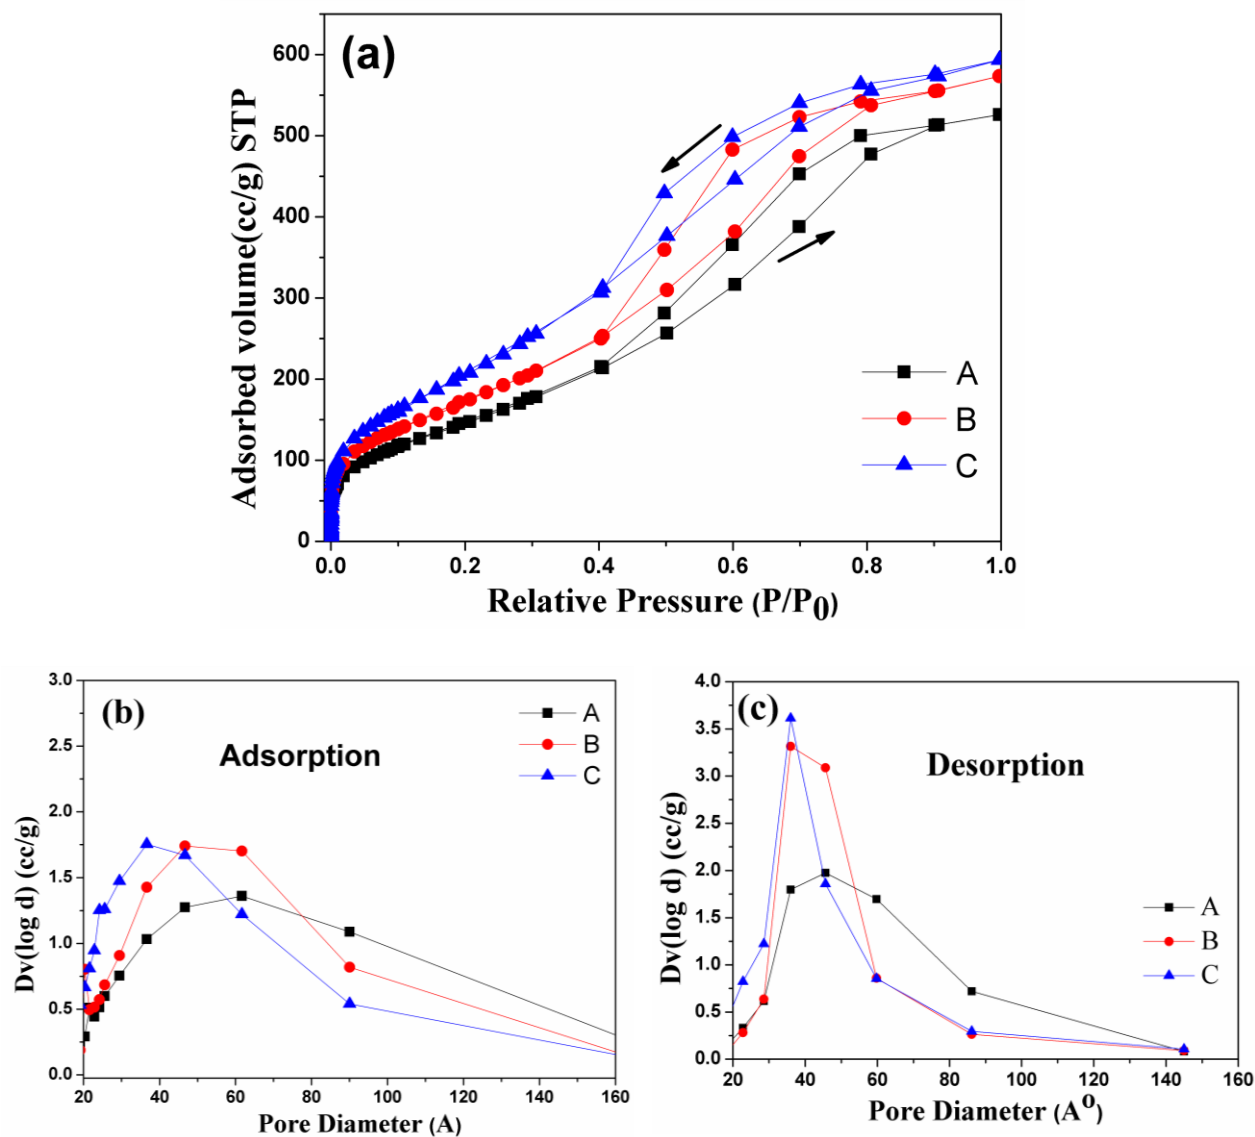 (a)
600
500
400
300
200
100
0
Adsorbed volume(cc/g) STP
A
B
C
0.0 0.2 0.4 0.6 0.8 1.0
Relative Pressure (P/P0)
(b)
Adsorption
A
B
C
3.0
2.5
2.0
1.5
1.0
0.5
0.0
Dv(log d) (cc/g)
20 40 60 80 100 120 140 160
Pore Diameter (A)
(c)
Desorption
4.0
3.5
3.0
2.5
2.0
1.5
1.0
0.5
0.0
Dv(log d) (cc/g)
A
B
C
20 40 60 80 100 120 140 160
Pore Diameter (A^o)